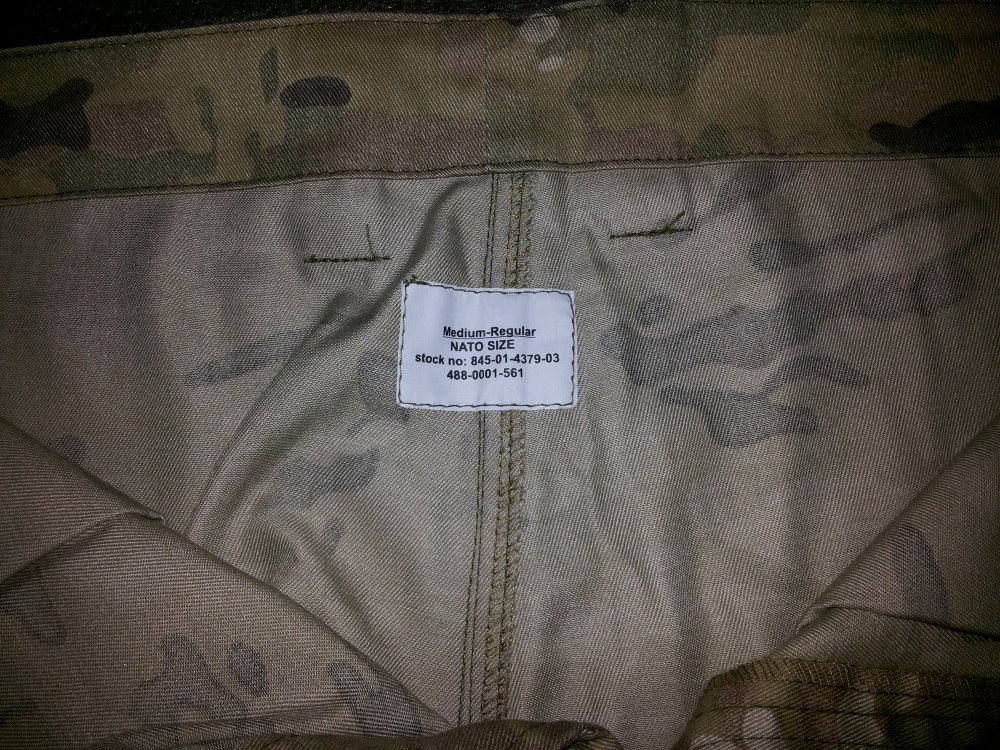 Medium-Regular
NATO SIZE
stock no: 845-01-4379-03
488-0001-561